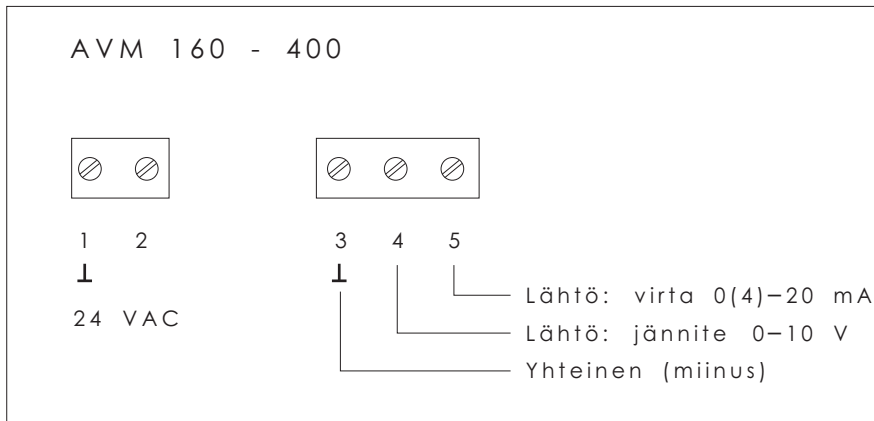 AVM 160 - 400
1 2 3 4 5
24 VAC
Lähtö: virta 0(4)–20 mA
Lähtö: jännite 0–10 V
Yhteinen (miinus)